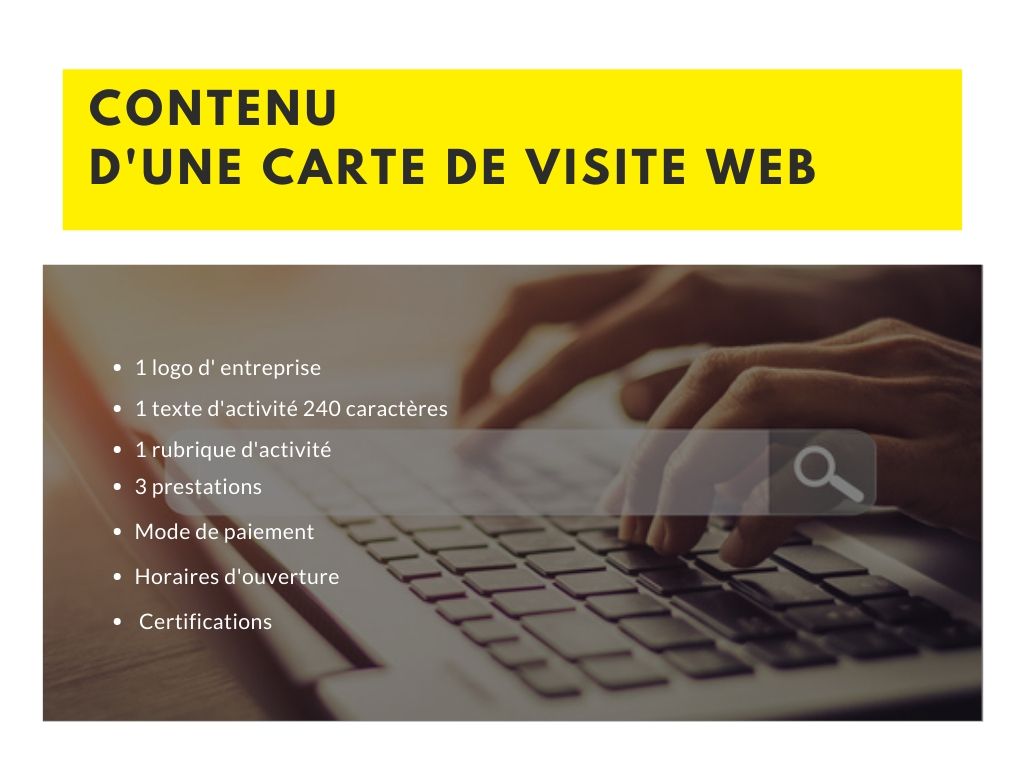 CONTENU
D'UNE CARTE DE VISITE WEB
• 1 logo d' entreprise
• 1 texte d'activité 240 caractères
• 1 rubrique d'activité
• 3 prestations
• Mode de paiement
• Horaires d'ouverture
• Certifications